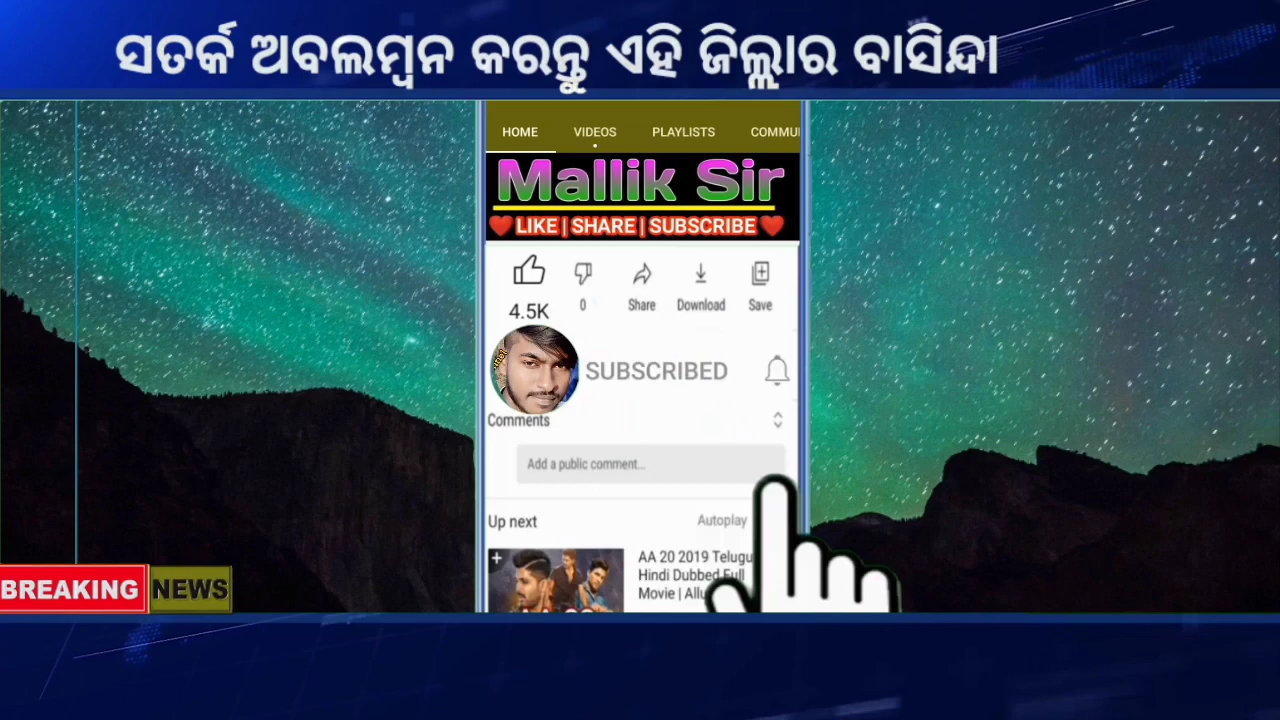 ସତର୍କ ଅବଲମ୍ବନ କରନ୍ତୁ ଏହି ଜିଲ୍ଲାର ବାସିନ୍ଦା
HOME VIDEOS PLAYLISTS
Mallik Sir
LIKE | SHARE | SUBSCRIBE
4.5K 0 Share Download Save
SUBSCRIBED
Comments
Add a public comment...
Up next Autoplay
AA 20 2019 Telugu
Hindi Dubbed Full
Movie |
BREAKING NEWS